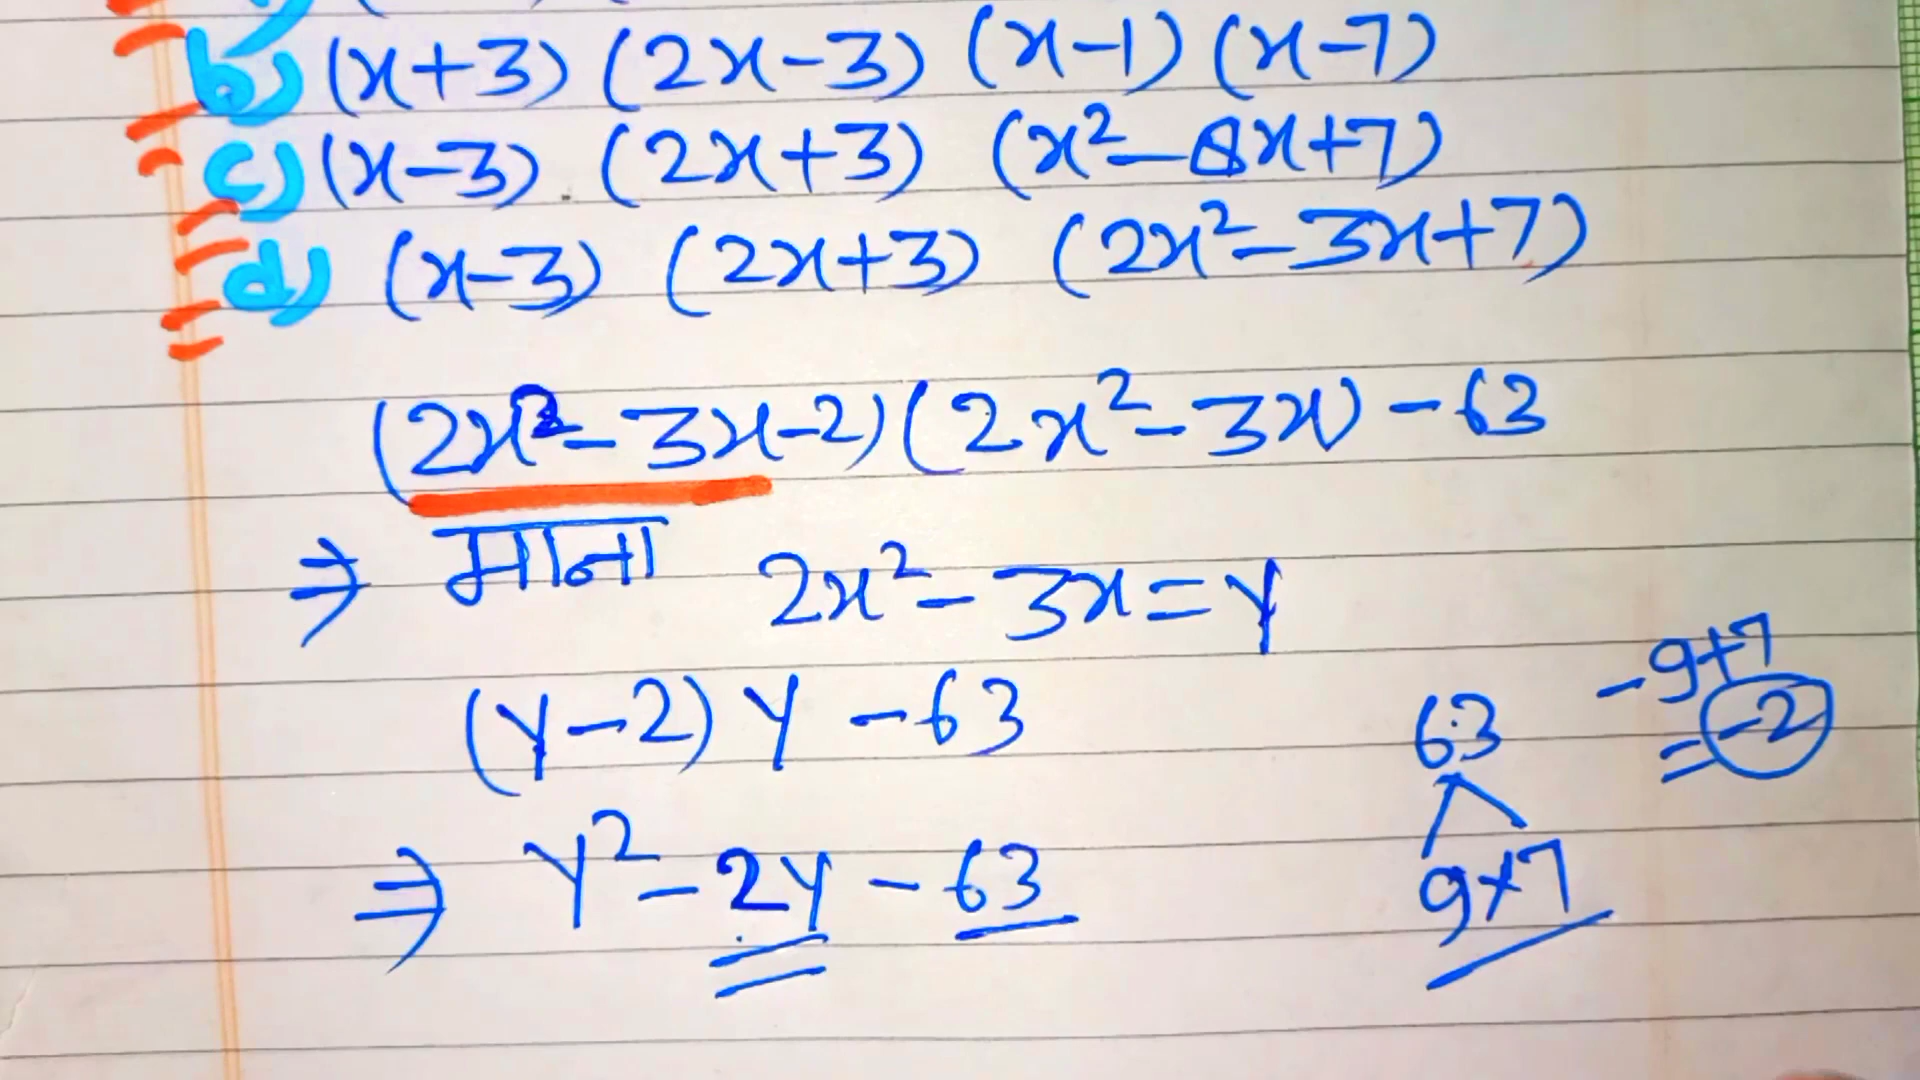 b) (x+3) (2x-3) (x-1) (x-7)
c) (x-3) (2x+3) (x²-8x+7)
d) (x-3) (2x+3) (2x²-3x+7)
(2x²-3x-2)(2x²-3x)-63
⇒ माना 2x²-3x=y
(y-2) y -63
⇒ y²-2y-63
63
9×7
-9+7
=-2